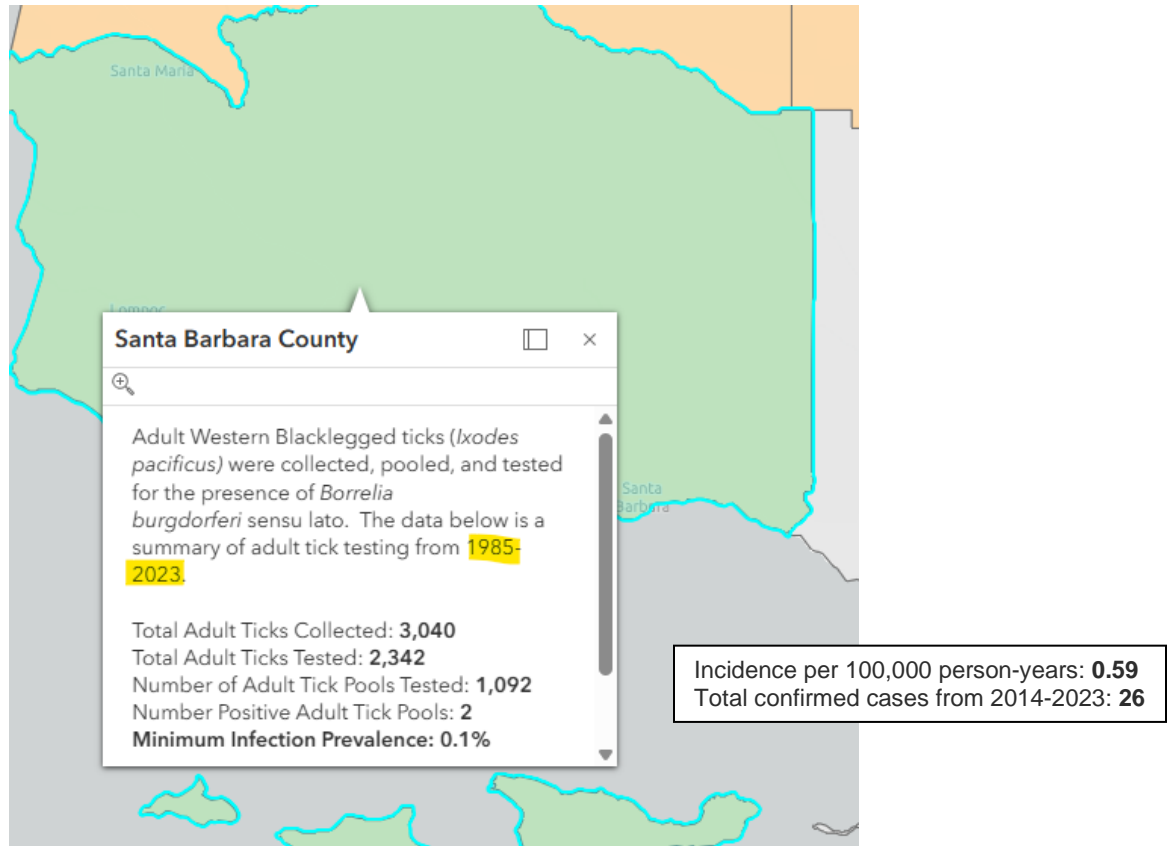 Santa Maria
Lompoc
Santa Barbara County
Adult Western Blacklegged ticks (Ixodes
pacificus) were collected, pooled, and tested
for the presence of Borrelia
burgdorferi sensu lato. The data below is a
summary of adult tick testing from 1985-
2023.
Santa
Barbara
Total Adult Ticks Collected: 3,040
Total Adult Ticks Tested: 2,342
Number of Adult Tick Pools Tested: 1,092
Number Positive Adult Tick Pools: 2
Minimum Infection Prevalence: 0.1%
Incidence per 100,000 person-years: 0.59
Total confirmed cases from 2014-2023: 26